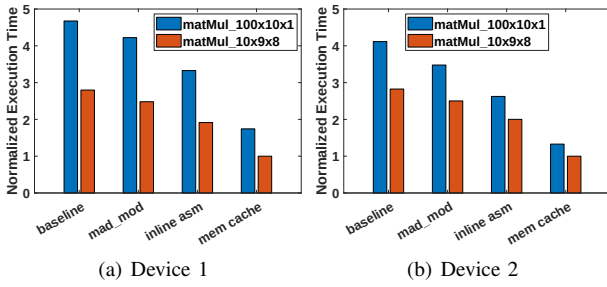 Normalized Execution Time
5
4
3
2
1
0
matMul_100x10x1
matMul_10x9x8
baseline
mad_mod
inline asm
mem cache
(a) Device 1
Normalized Execution Time
5
4
3
2
1
0
matMul_100x10x1
matMul_10x9x8
baseline
mad_mod
inline asm
mem cache
(b) Device 2